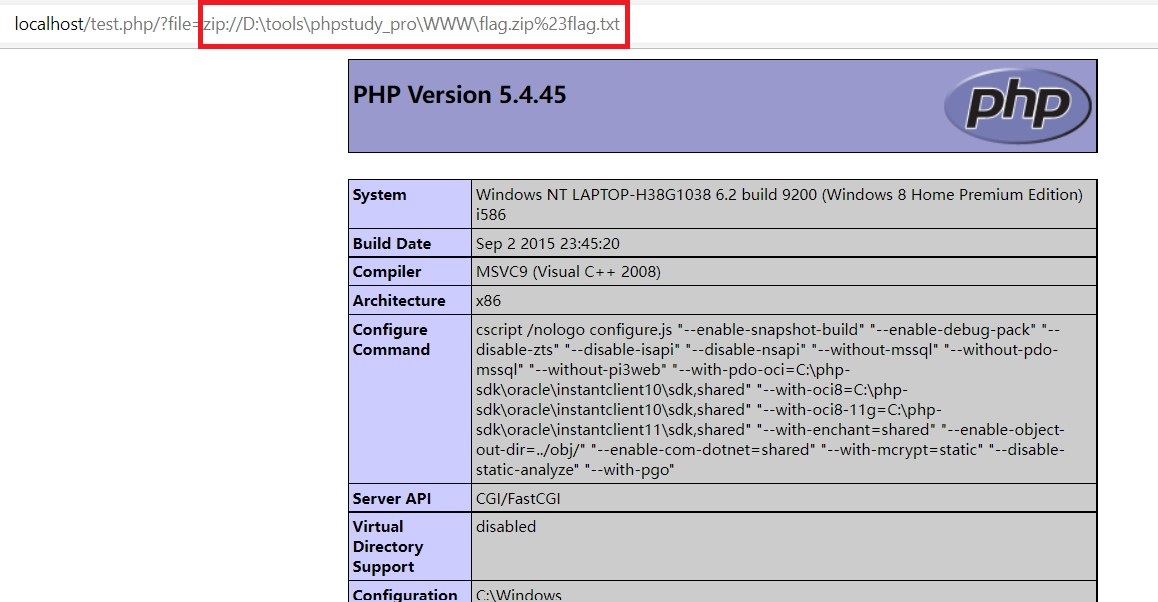 localhost/test.php/?file=zip://D:\tools\phpstudy_pro\WWW\flag.zip%23flag.txt
PHP Version 5.4.45
php
System
Windows NT LAPTOP-H38G1038 6.2 build 9200 (Windows 8 Home Premium Edition)
i586
Build Date
Sep 2 2015 23:45:20
Compiler
MSVC9 (Visual C++ 2008)
Architecture
x86
Configure
Command
cscript /nologo configure.js "--enable-snapshot-build" "--enable-debug-pack" "--
disable-zts" "--disable-isapi" "--disable-nsapi" "--without-mssql" "--without-pdo-
mssql" "--without-pi3web" "--with-pdo-oci=C:\php-
sdk\oracle\instantclient10\sdk,shared" "--with-oci8=C:\php-
sdk\oracle\instantclient10\sdk,shared" "--with-oci8-11g=C:\php-
sdk\oracle\instantclient11\sdk,shared" "--with-enchant=shared" "--enable-object-
out-dir=../obj/" "--enable-com-dotnet=shared" "--with-mcrypt=static" "--disable-
static-analyze" "--with-pgo"
Server API
CGI/FastCGI
Virtual
Directory
Support
disabled
Configuration
C:\Windows